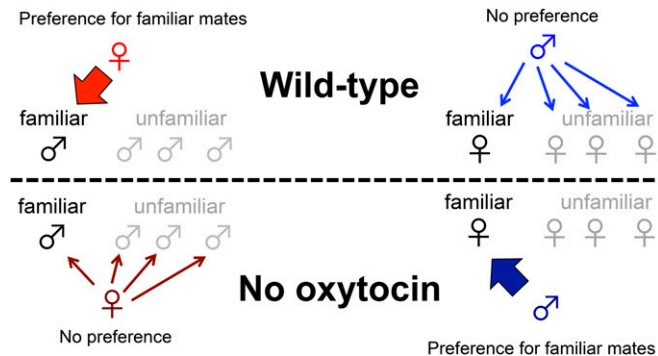 Preference for familiar mates
No preference
Wild-type
familiar unfamiliar
familiar unfamiliar
familiar unfamiliar
familiar unfamiliar
No oxytocin
No preference
Preference for familiar mates